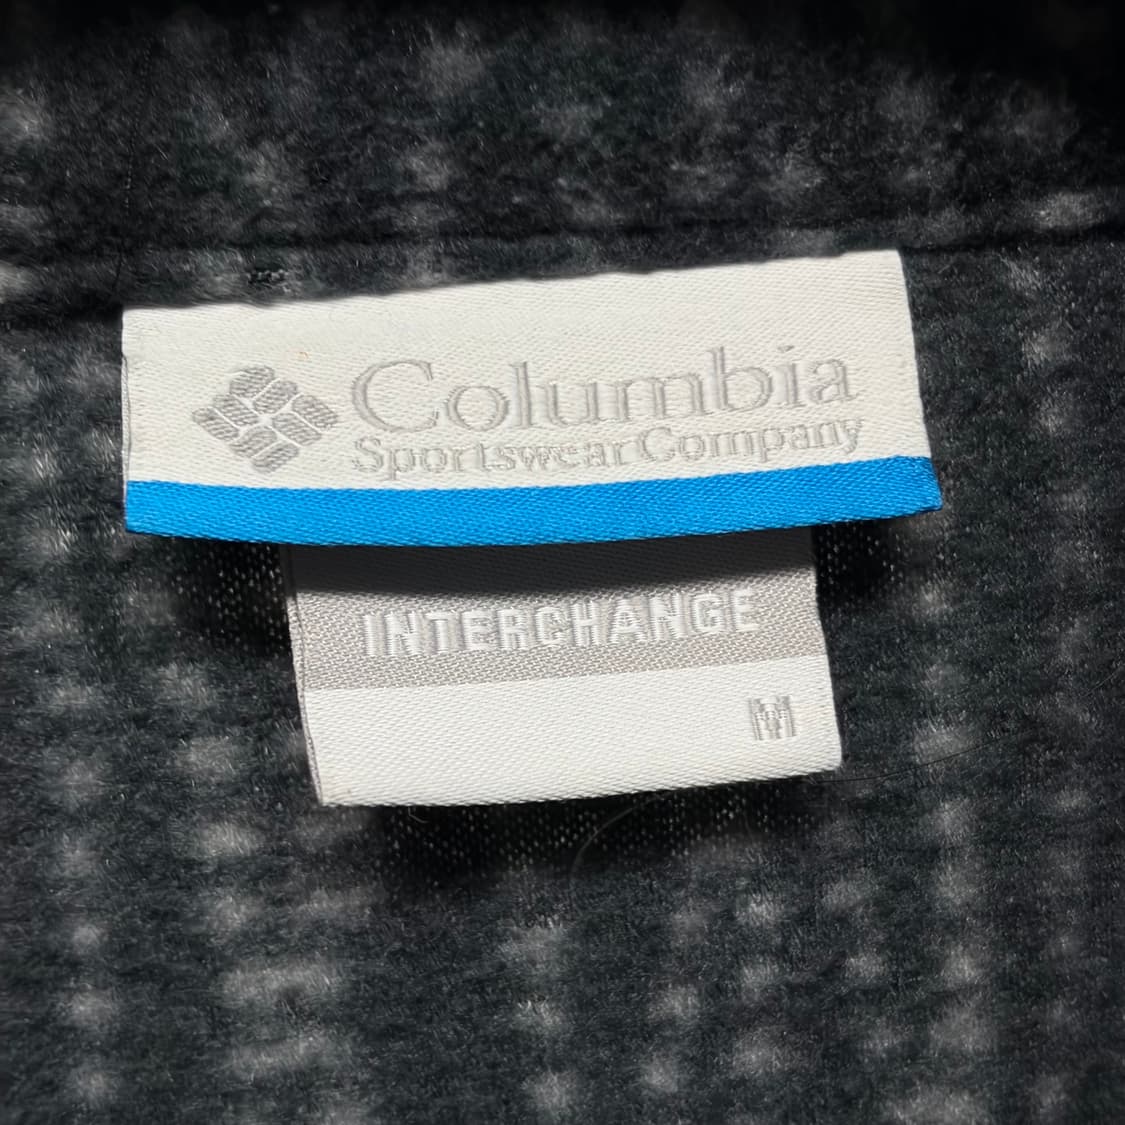 Columbia
Sportswear Company
INTERCHANGE
M